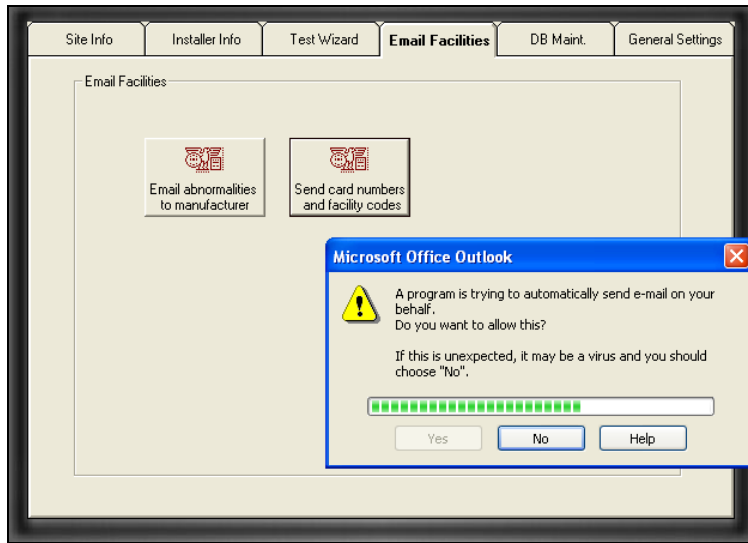 Site Info
Installer Info
Test Wizard
Email Facilities
DB Maint.
General Settings
Email Facilities
Email abnormalities
to manufacturer
Send card numbers
and facility codes
Microsoft Office Outlook
A program is trying to automatically send e-mail on your
behalf.
Do you want to allow this?
If this is unexpected, it may be a virus and you should
choose "No".
Yes
No
Help